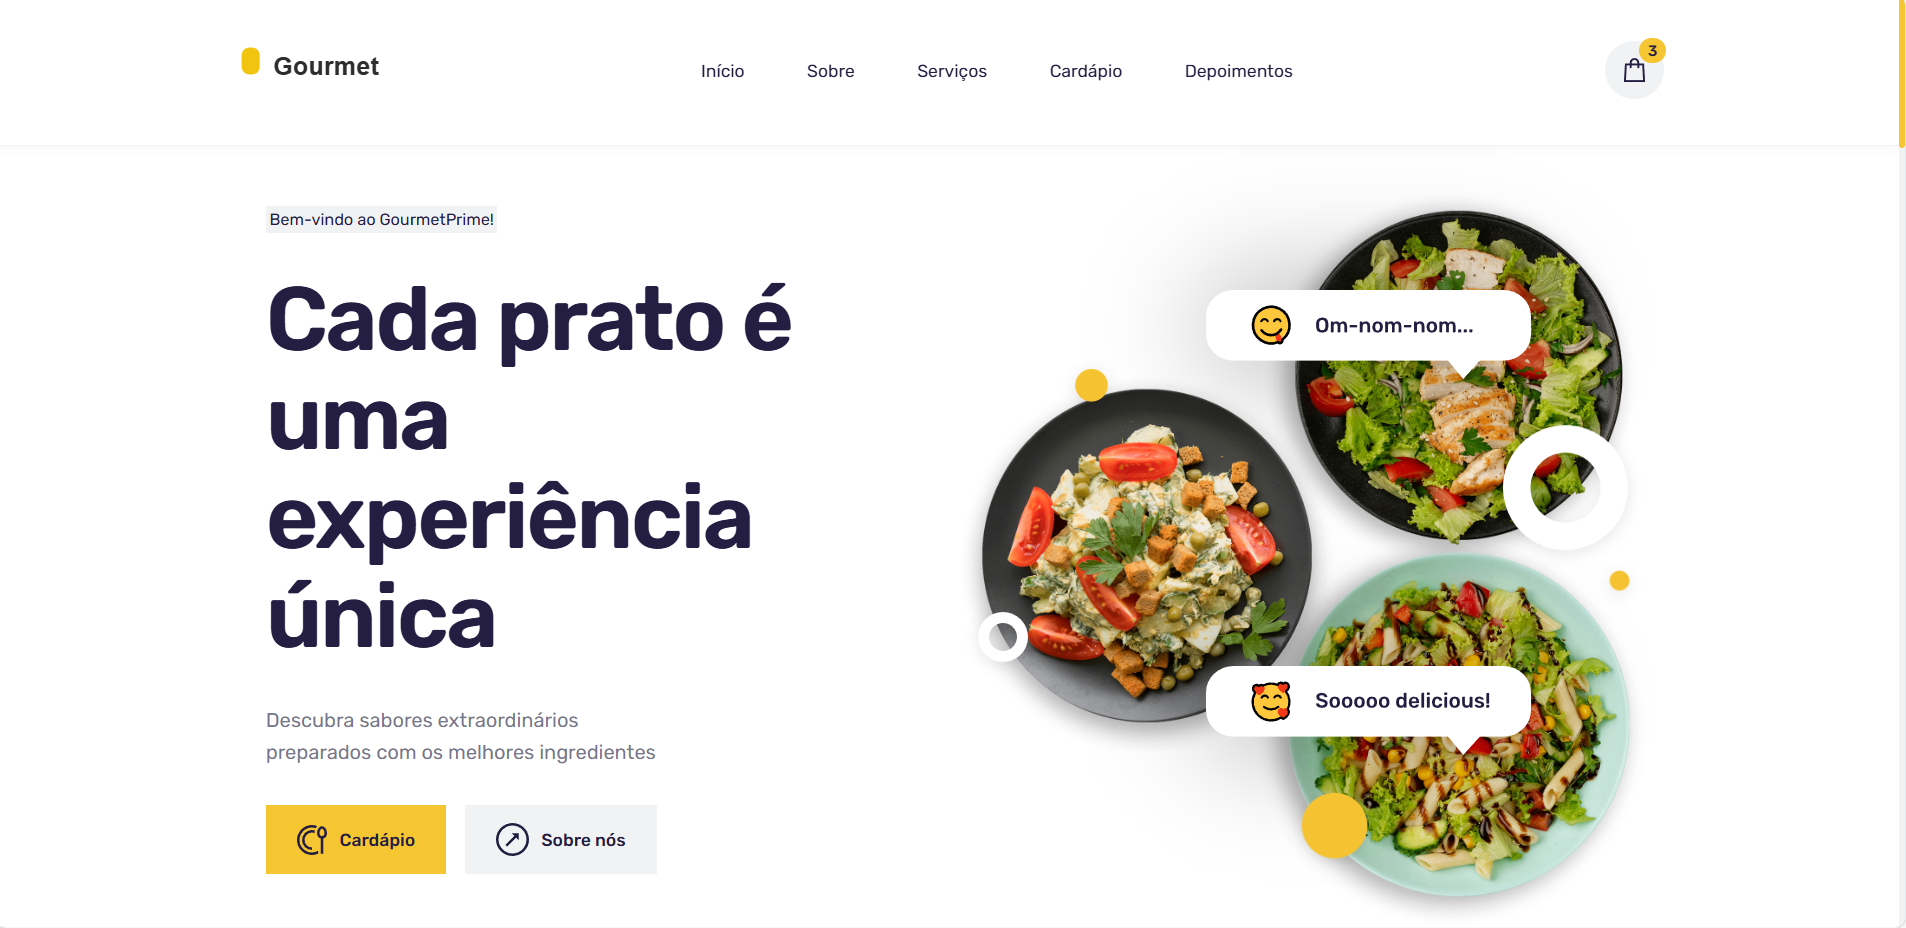 Gourmet
Início
Sobre
Serviços
Cardápio
Depoimentos
3
Bem-vindo ao GourmetPrime!
Cada prato é
uma
experiência
única
Descubra sabores extraordinários
preparados com os melhores ingredientes
Cardápio
Sobre nós
Om-nom-nom...
Sooooo delicious!